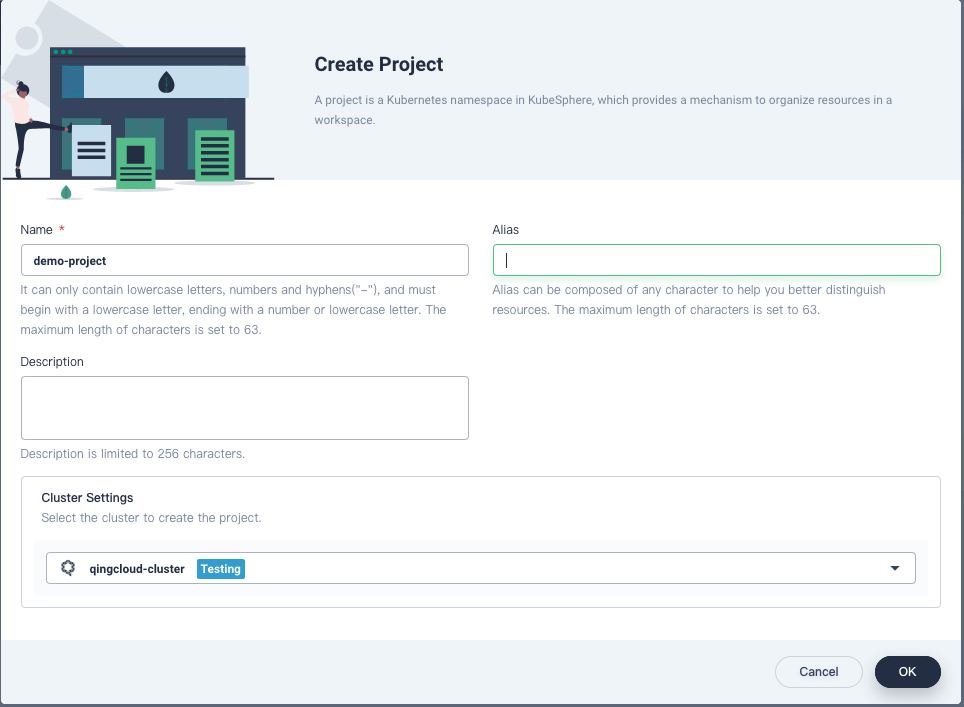 Create Project
A project is a Kubernetes namespace in KubeSphere, which provides a mechanism to organize resources in a
workspace.
Name *
Alias
demo-project
It can only contain lowercase letters, numbers and hyphens("-"), and must
begin with a lowercase letter, ending with a number or lowercase letter. The
maximum length of characters is set to 63.
Alias can be composed of any character to help you better distinguish
resources. The maximum length of characters is set to 63.
Description
Description is limited to 256 characters.
Cluster Settings
Select the cluster to create the project.
qingcloud-cluster Testing
Cancel
OK